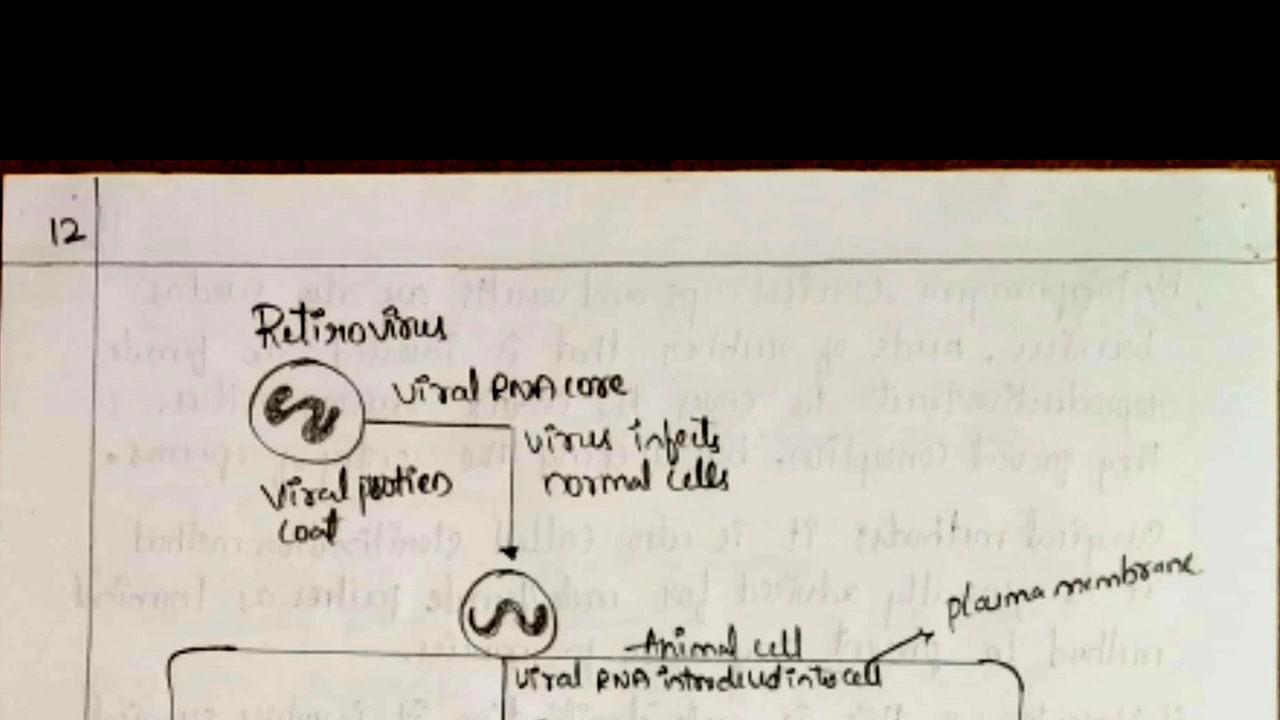 12
Retrovirus
viral RNA core
virus infects
normal cells
Viral protien
coat
plasma membrane
Animal cell
viral RNA introduced into cell